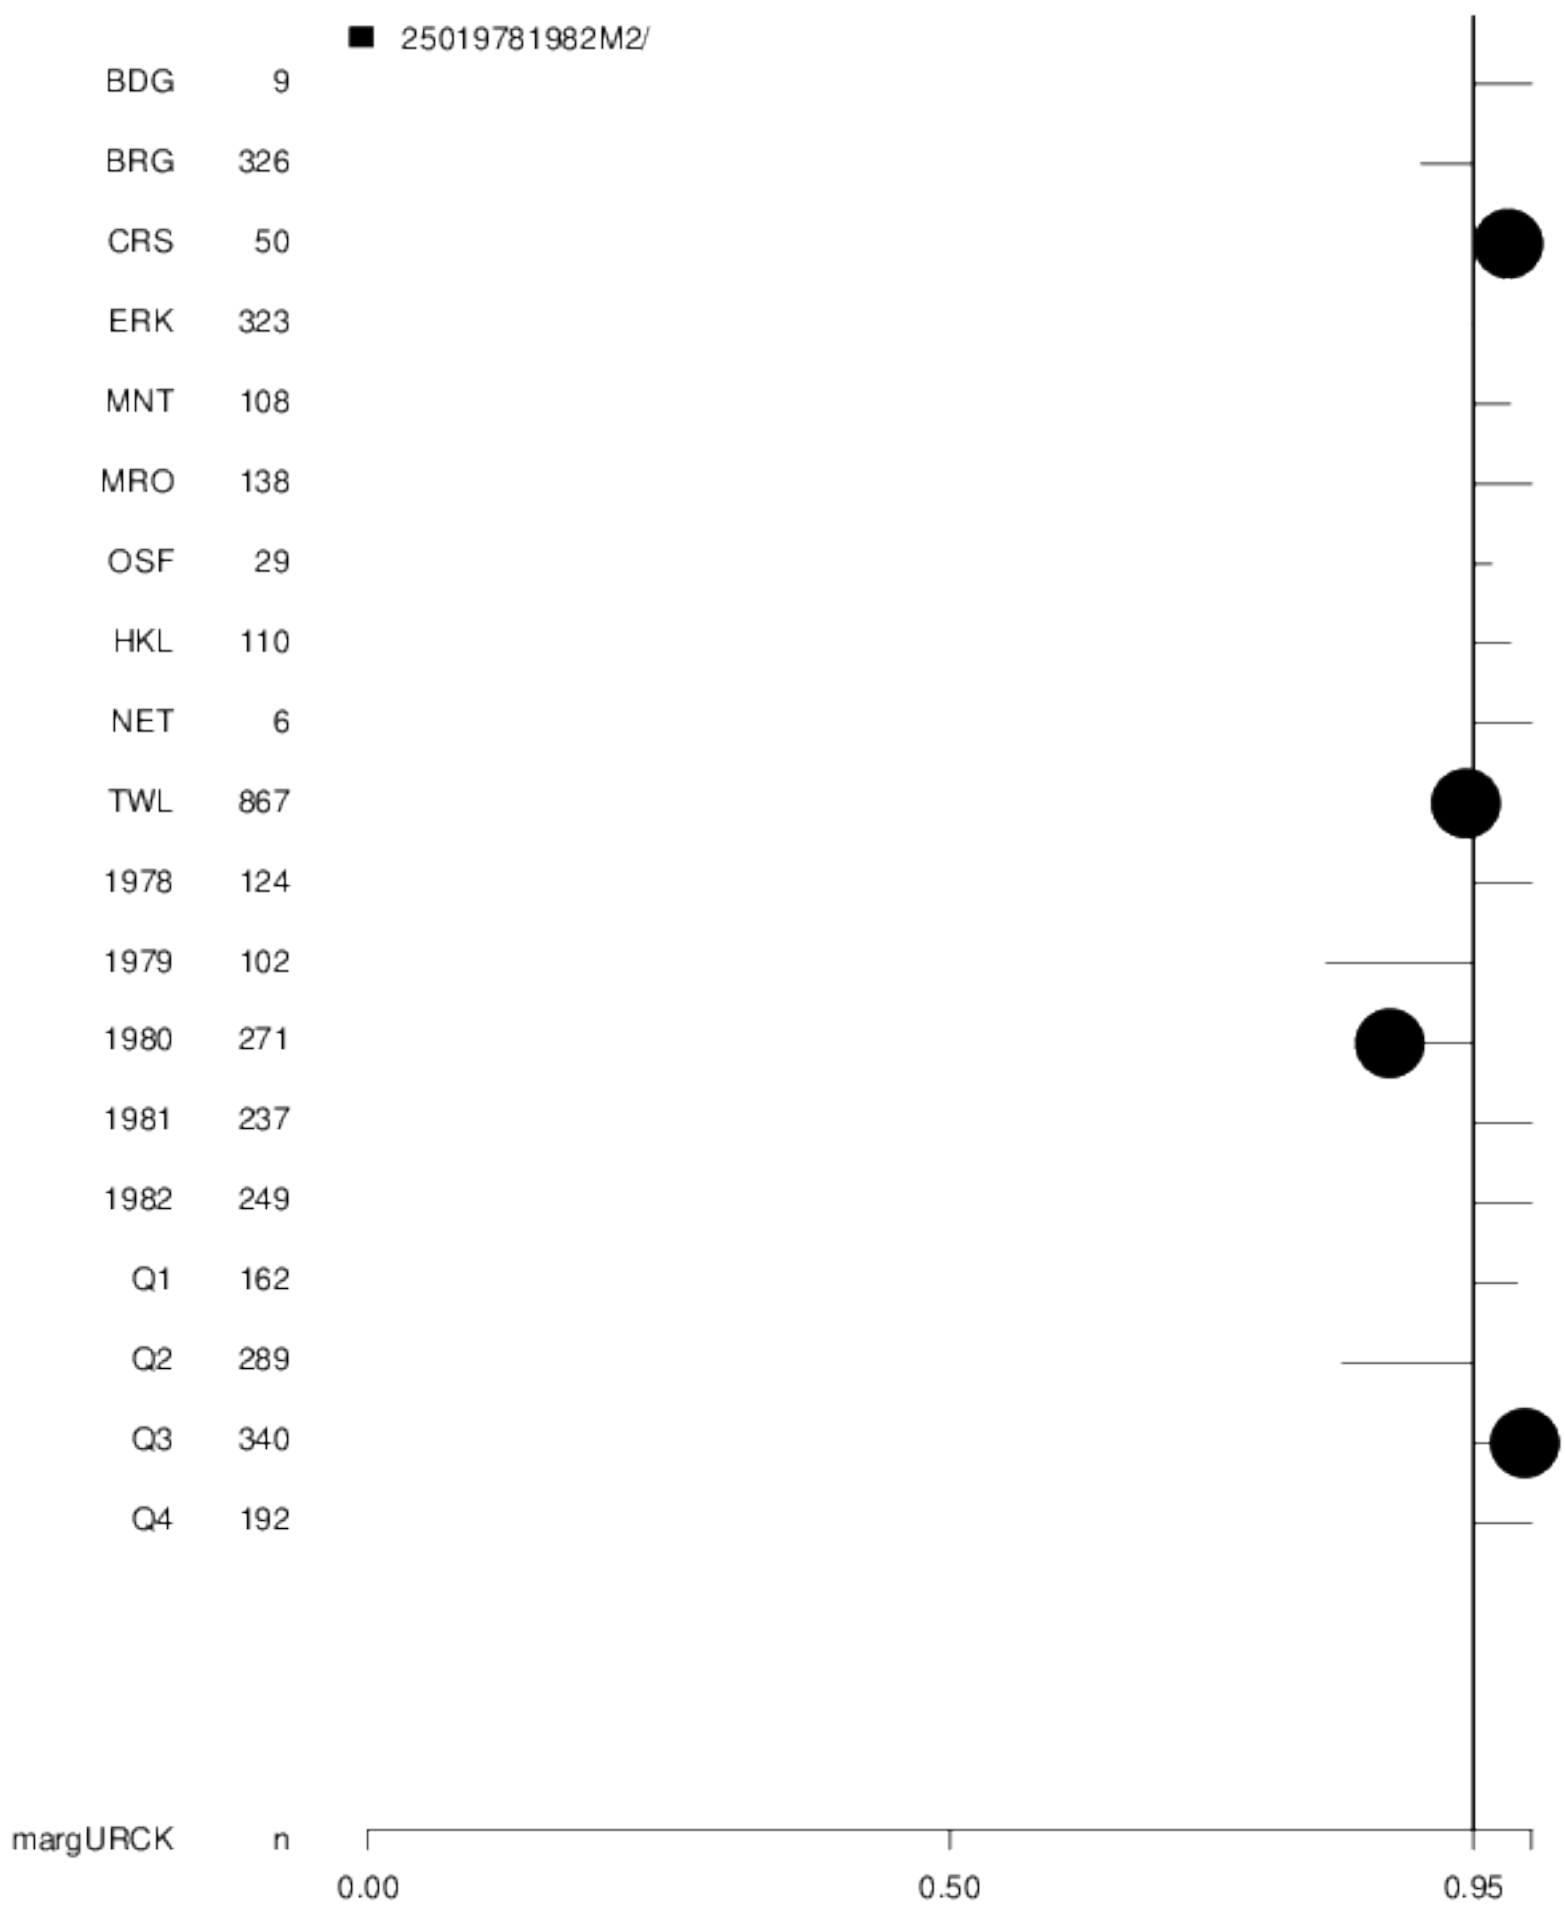 25019781982M2/
BDG 9
BRG 326
CRS 50
ERK 323
MNT 108
MRO 138
OSF 29
HKL 110
NET 6
TWL 867
1978 124
1979 102
1980 271
1981 237
1982 249
Q1 162
Q2 289
Q3 340
Q4 192
margURCK n
0.00 0.50 0.95